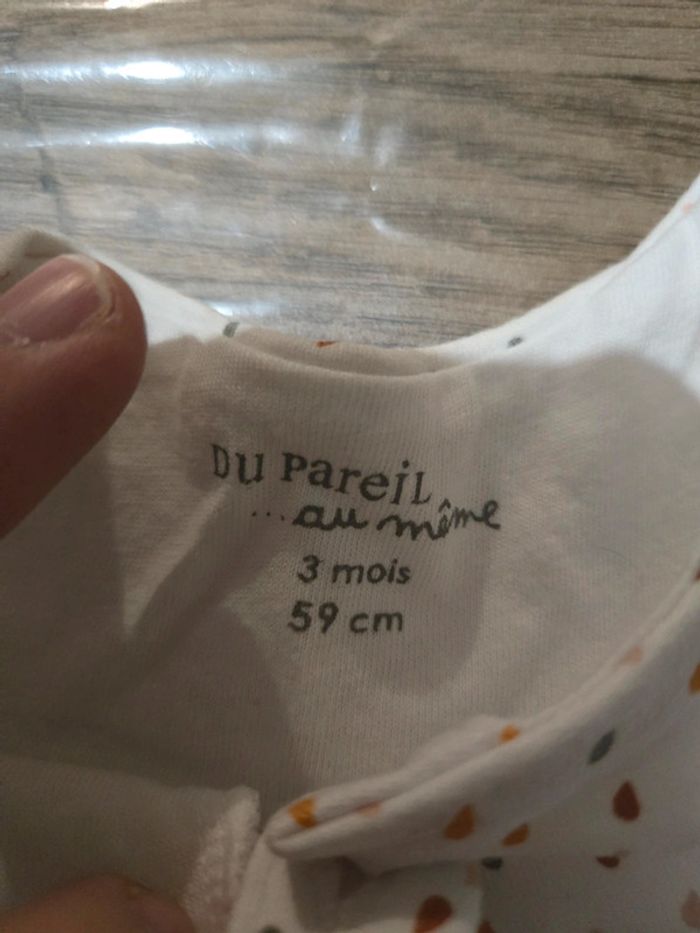 Du Pareil
...au même
3 mois
59 cm